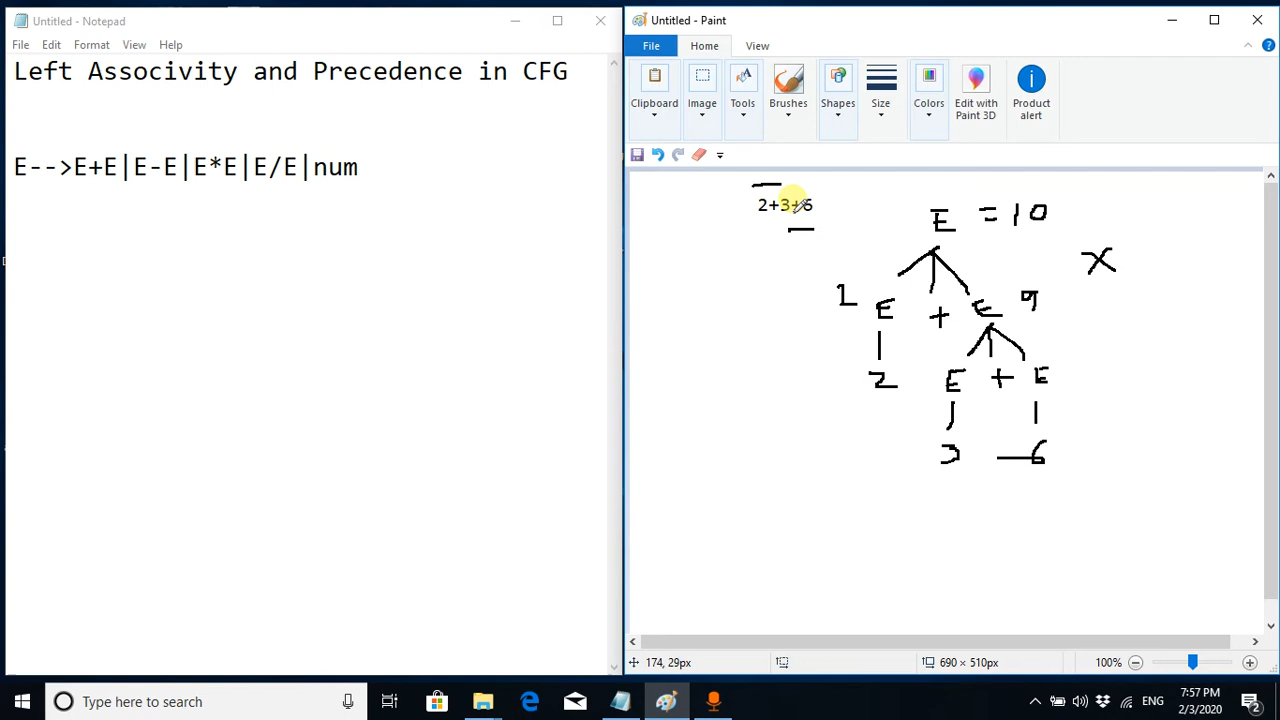 Untitled - Notepad
File Edit Format View Help
Left Associvity and Precedence in CFG
E-->E+E|E-E|E*E|E/E|num
Untitled - Paint
File Home View
Clipboard
Image
Tools
Brushes
Shapes
Size
Colors
Edit with Paint 3D
Product alert
2+3+6
E = 10
X
E + E 9
2 E + E
3 6
174, 29px
690 × 510px
100%
Type here to search
ENG
7:57 PM
2/3/2020
2